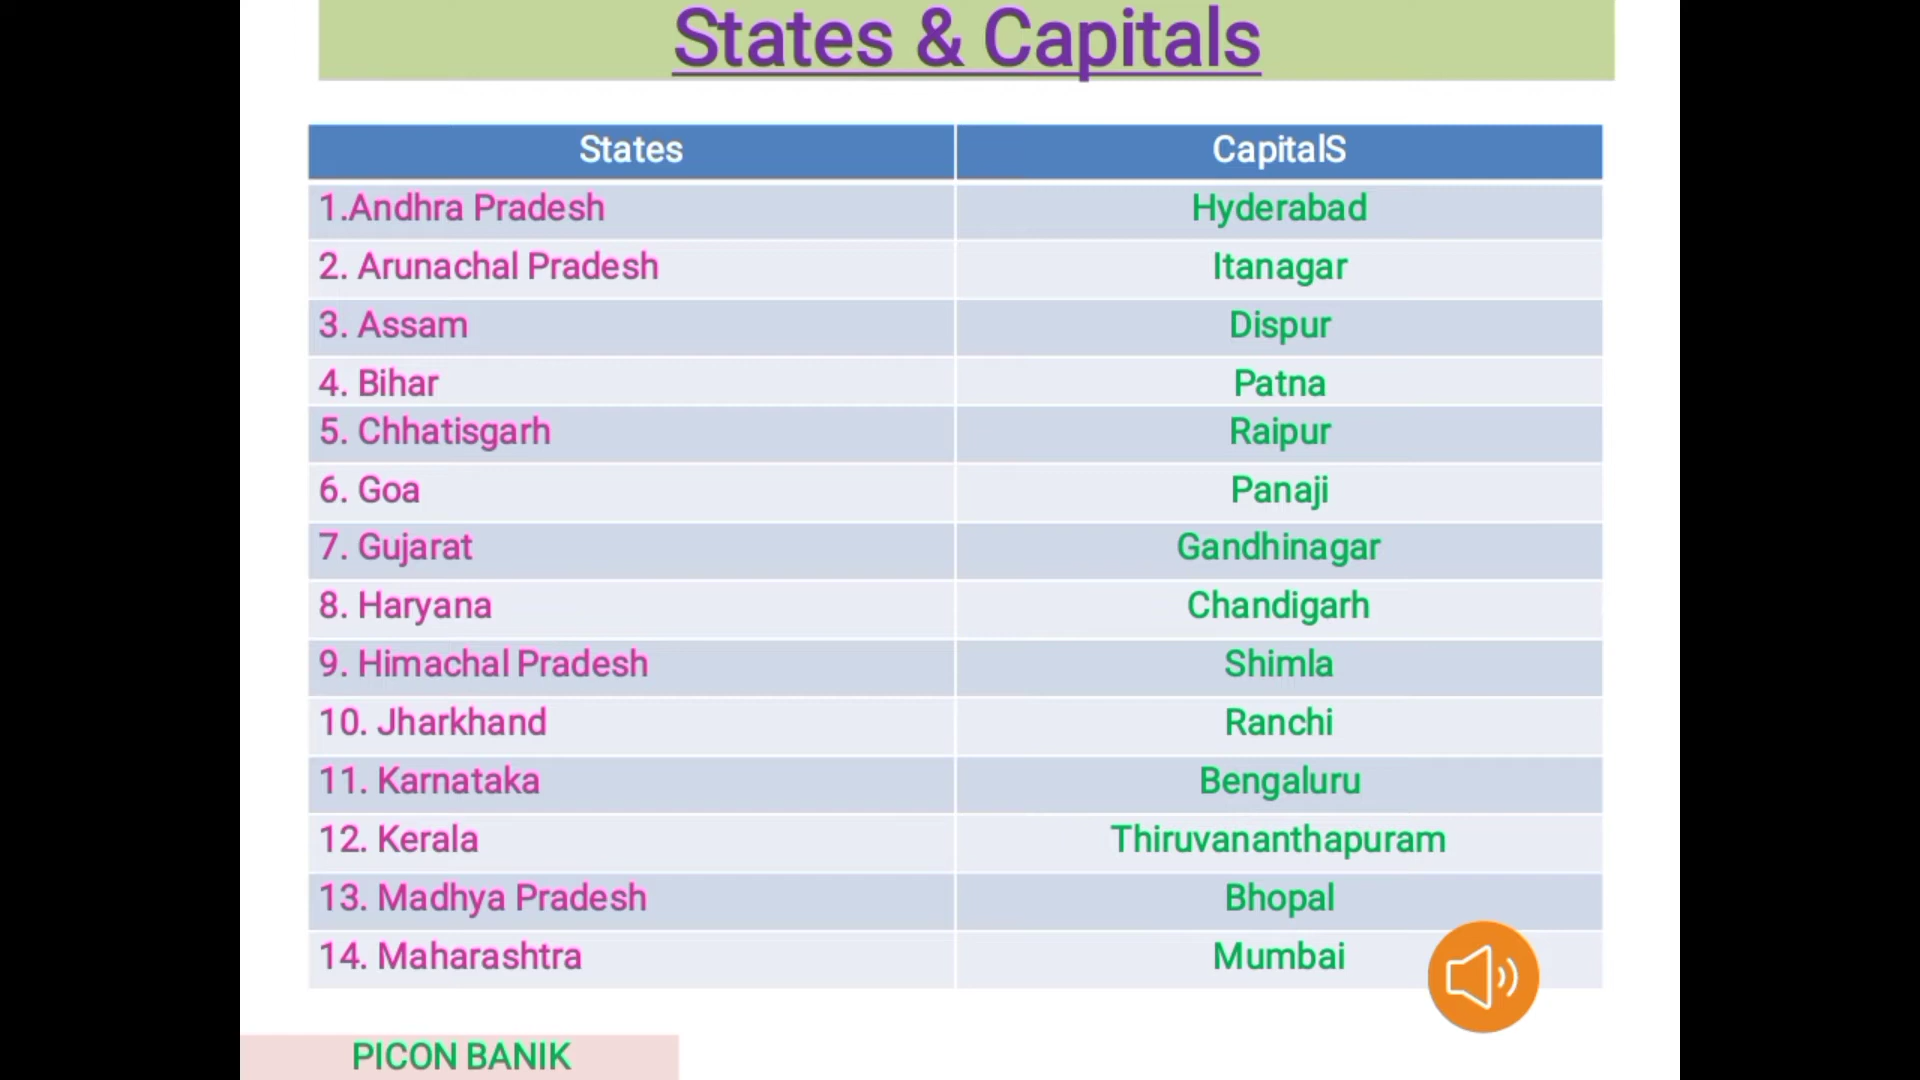 States & Capitals
States CapitalS
1.Andhra Pradesh Hyderabad
2. Arunachal Pradesh Itanagar
3. Assam Dispur
4. Bihar Patna
5. Chhatisgarh Raipur
6. Goa Panaji
7. Gujarat Gandhinagar
8. Haryana Chandigarh
9. Himachal Pradesh Shimla
10. Jharkhand Ranchi
11. Karnataka Bengaluru
12. Kerala Thiruvananthapuram
13. Madhya Pradesh Bhopal
14. Maharashtra Mumbai
PICON BANIK